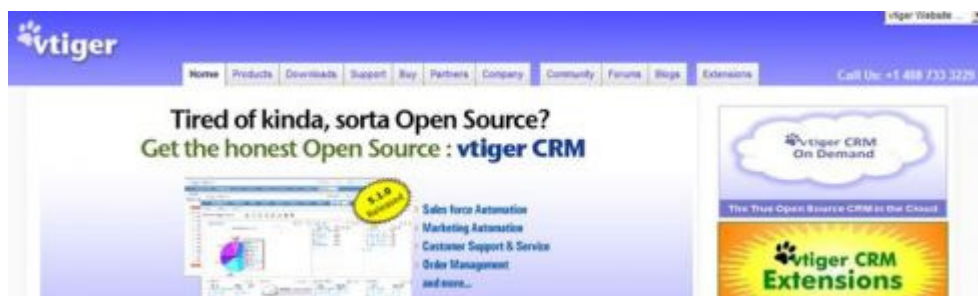 vtiger Website ...
vtiger
Home Products Downloads Support Buy Partners Company Community Forums Blogs Extensions
Call Us: +1 408 733 3229
Tired of kinda, sorta Open Source?
Get the honest Open Source : vtiger CRM
5.1.0
Released
Sales force Automation
Marketing Automation
Customer Support & Service
Order Management
and more...
vtiger CRM
On Demand
The True Open Source CRM in the Cloud
vtiger CRM
Extensions